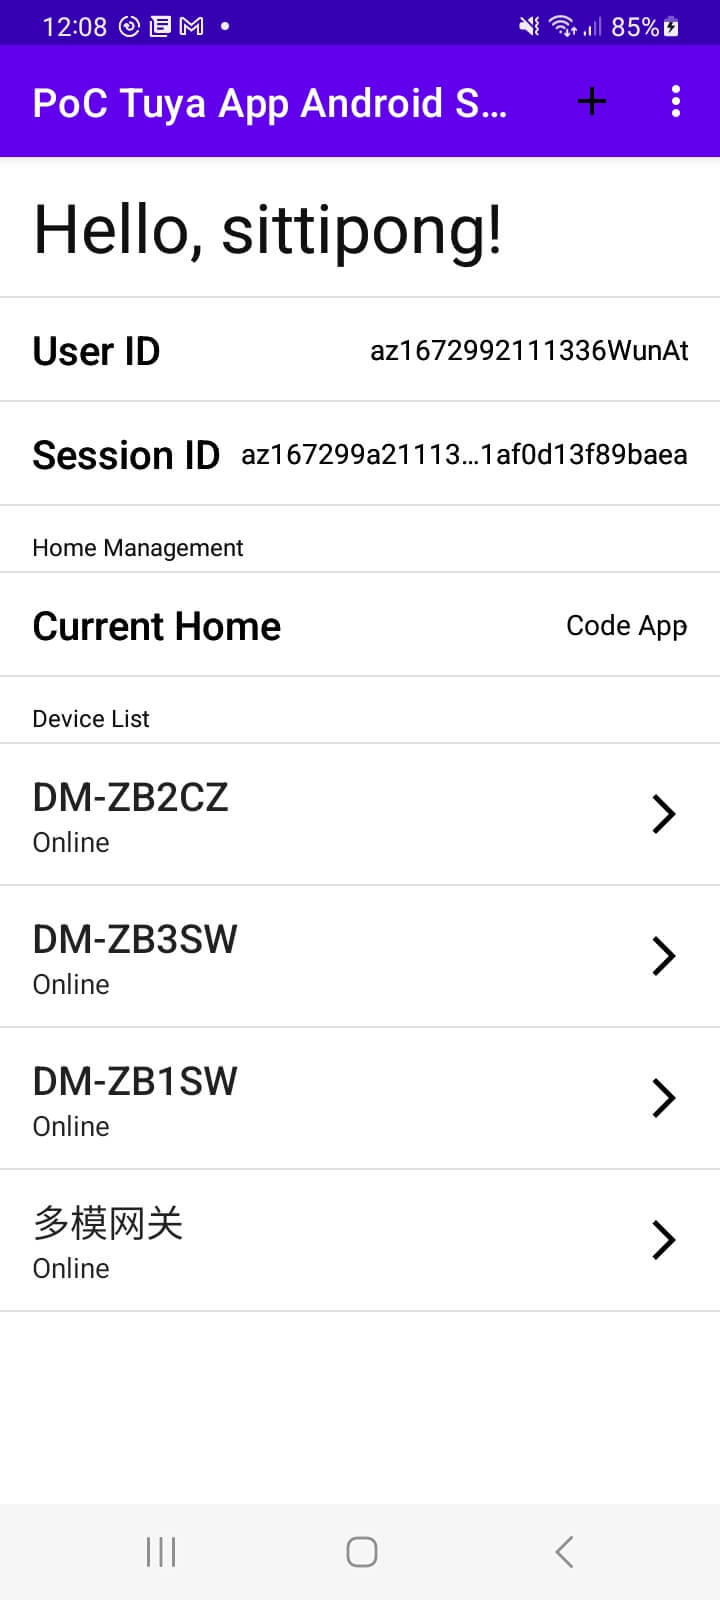 12:08
85%
PoC Tuya App Android S...
Hello, sittipong!
User ID az1672992111336WunAt
Session ID az167299a21113...1af0d13f89baea
Home Management
Current Home Code App
Device List
DM-ZB2CZ
Online
DM-ZB3SW
Online
DM-ZB1SW
Online
多模网关
Online